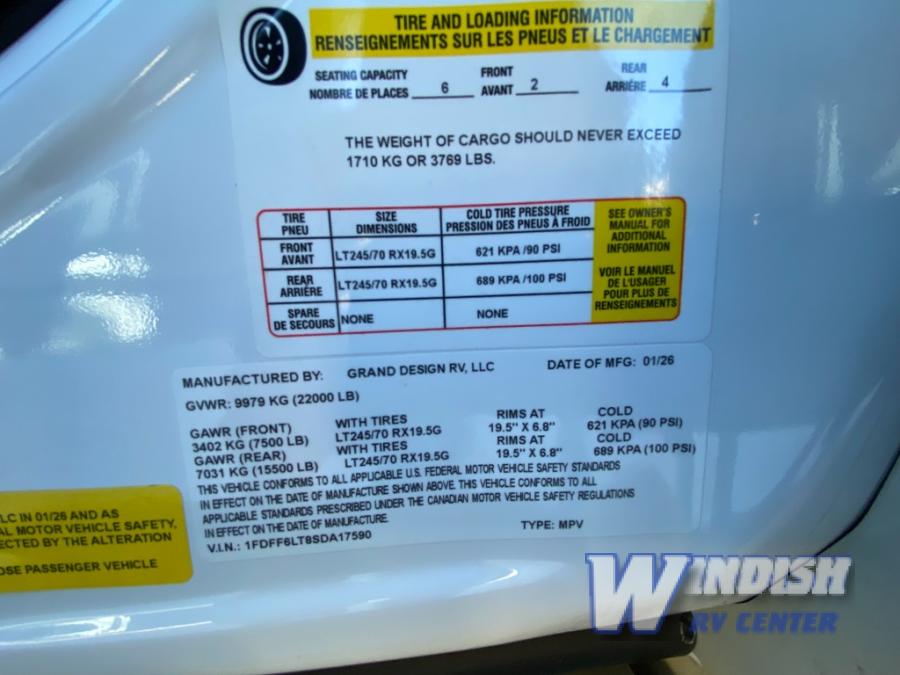 TIRE AND LOADING INFORMATION
RENSEIGNEMENTS SUR LES PNEUS ET LE CHARGEMENT
SEATING CAPACITY FRONT REAR
NOMBRE DE PLACES 6 AVANT 2 ARRIÉRE 4
THE WEIGHT OF CARGO SHOULD NEVER EXCEED
1710 KG OR 3769 LBS.
TIRE SIZE COLD TIRE PRESSURE
PNEU DIMENSIONS PRESSION DES PNEUS À FROID
FRONT
AVANT LT245/70 RX19.5G 621 KPA /90 PSI
REAR
ARRIÉRE LT245/70 RX19.5G 689 KPA /100 PSI
SPARE
DE SECOURS NONE NONE
SEE OWNER'S
MANUAL FOR
ADDITIONAL
INFORMATION
VOIR LE MANUEL
DE L'USAGER
POUR PLUS DE
RENSEIGNEMENTS
MANUFACTURED BY: GRAND DESIGN RV, LLC DATE OF MFG: 01/26
GVWR: 9979 KG (22000 LB)
GAWR (FRONT) WITH TIRES RIMS AT COLD
3402 KG (7500 LB) LT245/70 RX19.5G 19.5" X 6.8" 621 KPA (90 PSI)
GAWR (REAR) WITH TIRES RIMS AT COLD
7031 KG (15500 LB) LT245/70 RX19.5G 19.5" X 6.8" 689 KPA (100 PSI)
THIS VEHICLE CONFORMS TO ALL APPLICABLE U.S. FEDERAL MOTOR VEHICLE SAFETY STANDARDS
IN EFFECT ON THE DATE OF MANUFACTURE SHOWN ABOVE. THIS VEHICLE CONFORMS TO ALL
APPLICABLE STANDARDS PRESCRIBED UNDER THE CANADIAN MOTOR VEHICLE SAFETY REGULATIONS
IN EFFECT ON THE DATE OF MANUFACTURE.
V.I.N.: 1FDFF6LT8SDA17590 TYPE: MPV
LC IN 01/26 AND AS
AL MOTOR VEHICLE SAFETY,
ECTED BY THE ALTERATION
OSE PASSENGER VEHICLE
WINDISH
RV CENTER